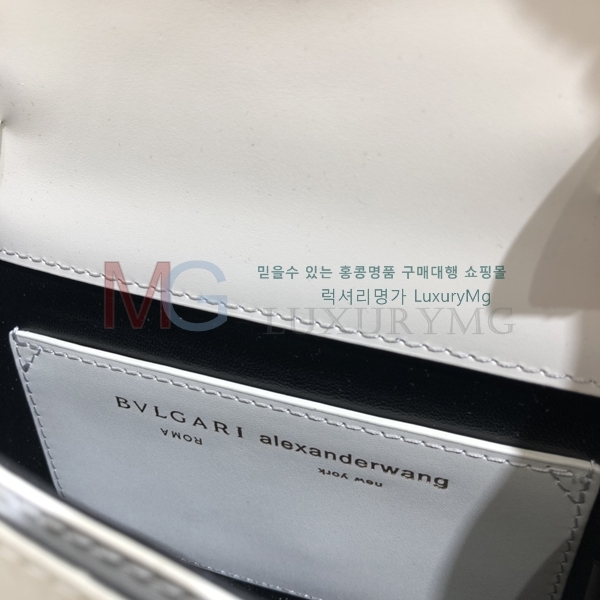 MG
믿을수 있는 홍콩명품 구매대행 쇼핑몰
럭셔리명가 LuxuryMg
LUXURYMG
BVLGARI alexanderwang
ROMA new york